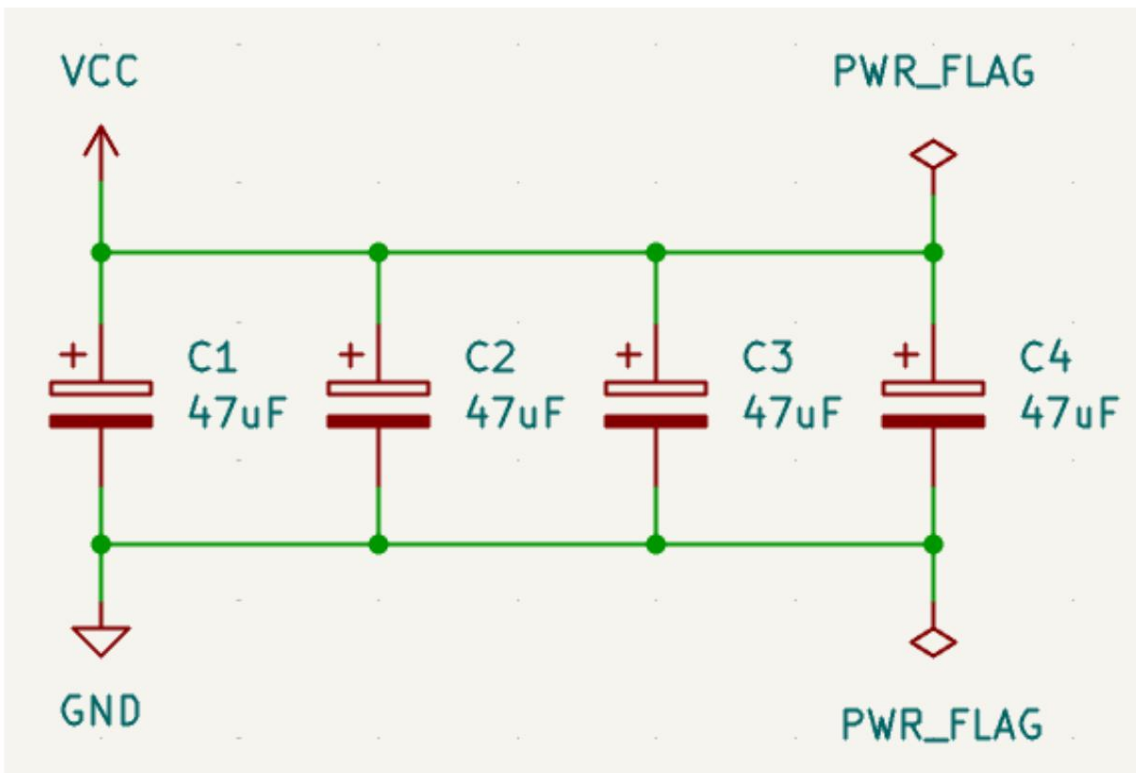 VCC
PWR_FLAG
+ C1
47uF
+ C2
47uF
+ C3
47uF
+ C4
47uF
GND
PWR_FLAG